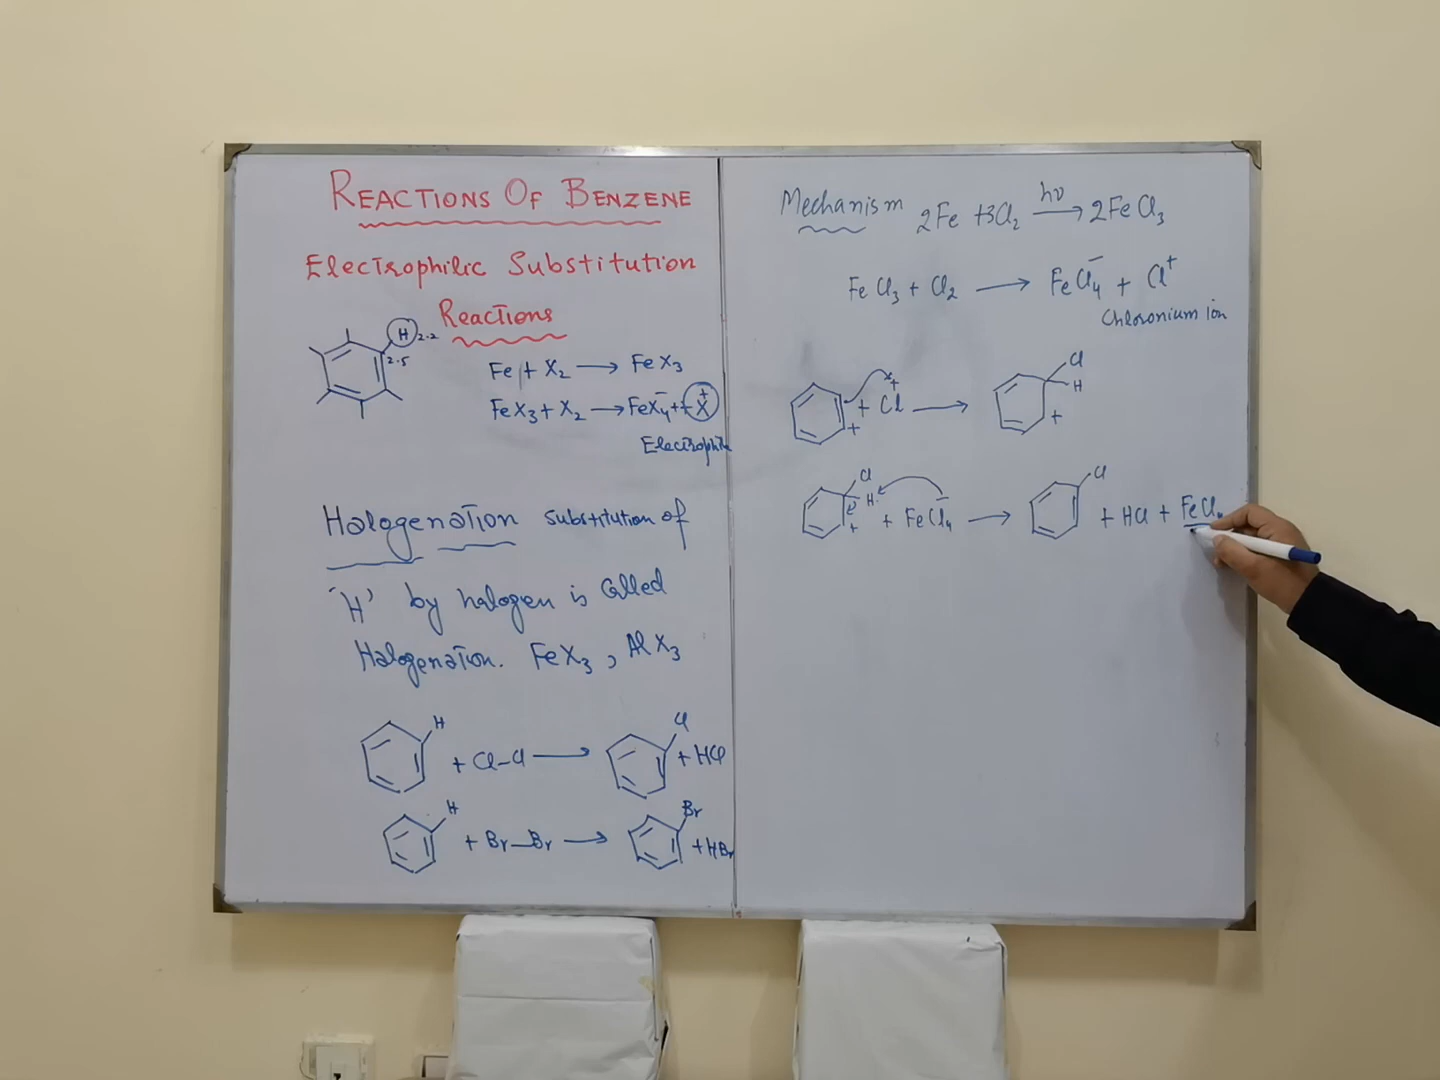 REACTIONS OF BENZENE
Electrophilic Substitution
Reactions
H 2.2
2.5
Fe + X₂ → FeX₃
FeX₃ + X₂ → FeX₄⁻ + X⁺
Electrophile
Halogenation substitution of
'H' by halogen is called
Halogenation. FeX₃, AlX₃
H
+ Cl-Cl →
Cl
+ HCl
H
+ Br-Br →
Br
+ HBr
Mechanism 2Fe + 3Cl₂ hν → 2FeCl₃
FeCl₃ + Cl₂ → FeCl₄⁻ + Cl⁺
Chloronium ion
+ + Cl⁺ →
Cl
H
+
Cl
H
+ + FeCl₄⁻ →
Cl
+ HCl + FeCl